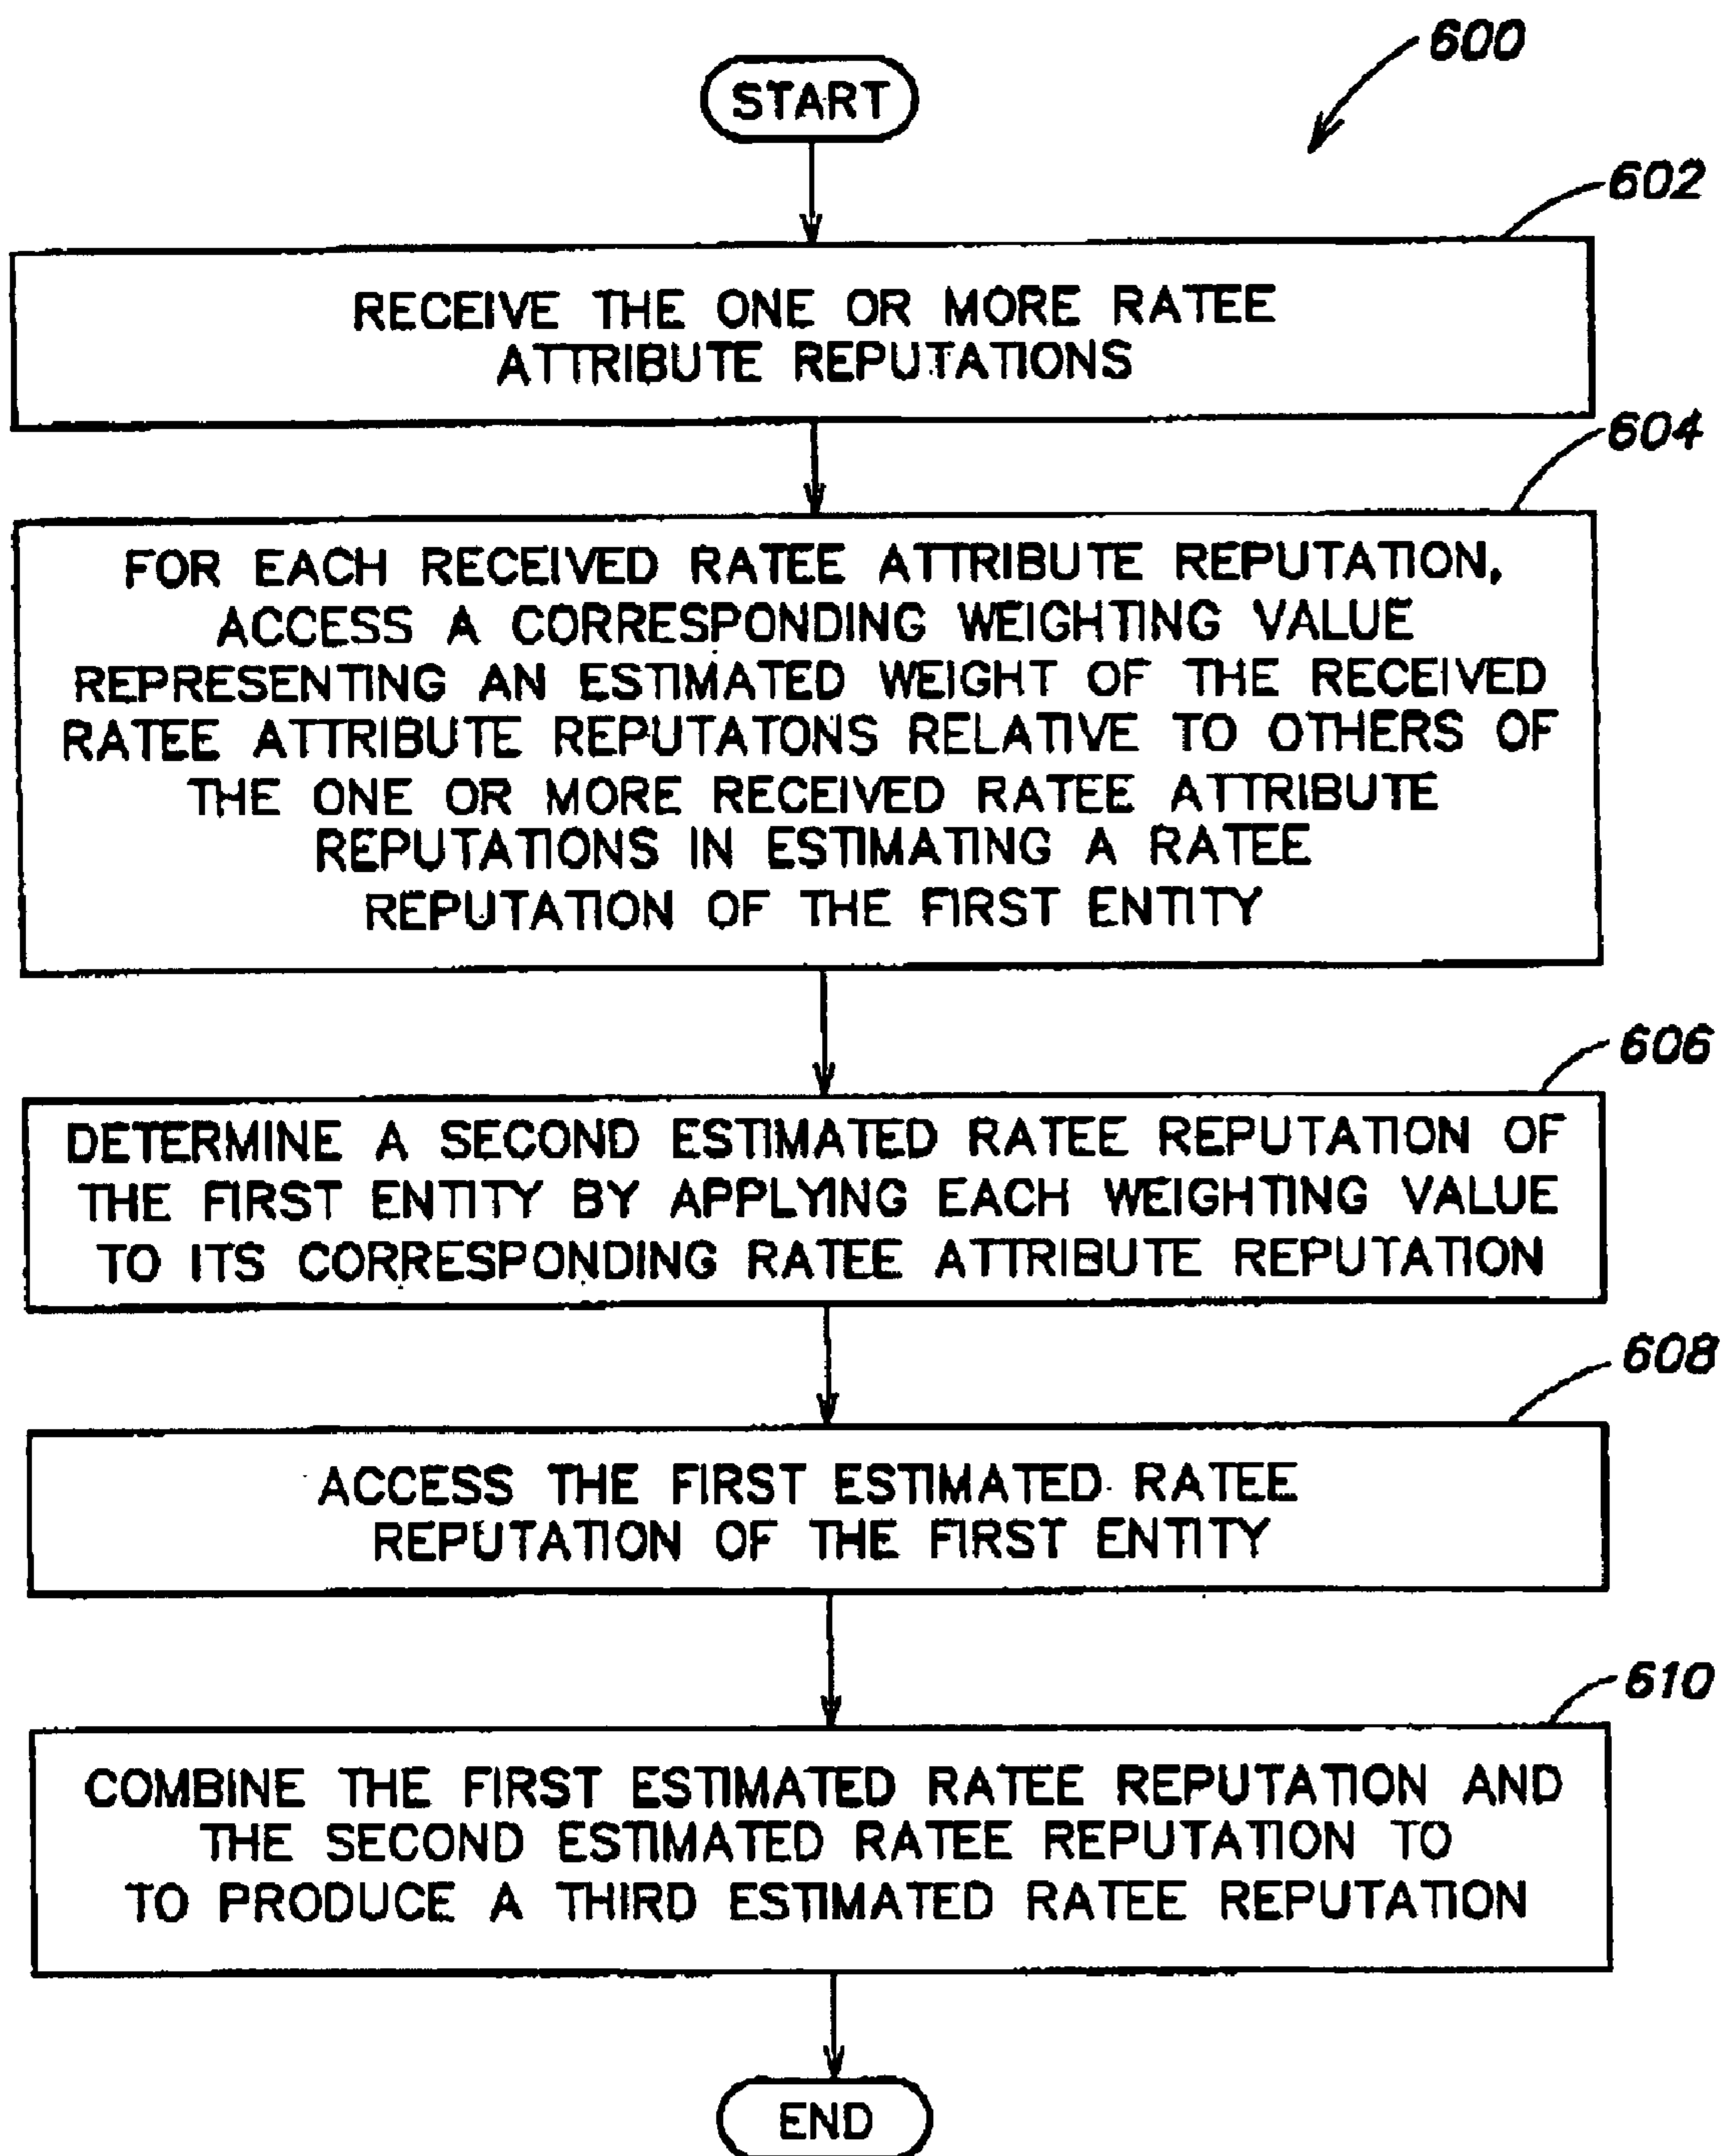 600
START
602
RECEIVE THE ONE OR MORE RATEE
ATTRIBUTE REPUTATIONS
604
FOR EACH RECEIVED RATEE ATTRIBUTE REPUTATION,
ACCESS A CORRESPONDING WEIGHTING VALUE
REPRESENTING AN ESTIMATED WEIGHT OF THE RECEIVED
RATEE ATTRIBUTE REPUTATONS RELATIVE TO OTHERS OF
THE ONE OR MORE RECEIVED RATEE ATTRIBUTE
REPUTATIONS IN ESTIMATING A RATEE
REPUTATION OF THE FIRST ENTITY
606
DETERMINE A SECOND ESTIMATED RATEE REPUTATION OF
THE FIRST ENTITY BY APPLYING EACH WEIGHTING VALUE
TO ITS CORRESPONDING RATEE ATTRIBUTE REPUTATION
608
ACCESS THE FIRST ESTIMATED RATEE
REPUTATION OF THE FIRST ENTITY
610
COMBINE THE FIRST ESTIMATED RATEE REPUTATION AND
THE SECOND ESTIMATED RATEE REPUTATION TO
TO PRODUCE A THIRD ESTIMATED RATEE REPUTATION
END